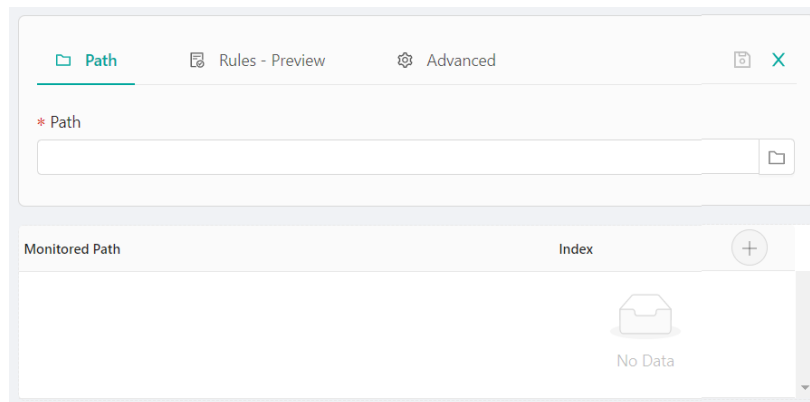 Path Rules - Preview Advanced
* Path
Monitored Path Index
No Data